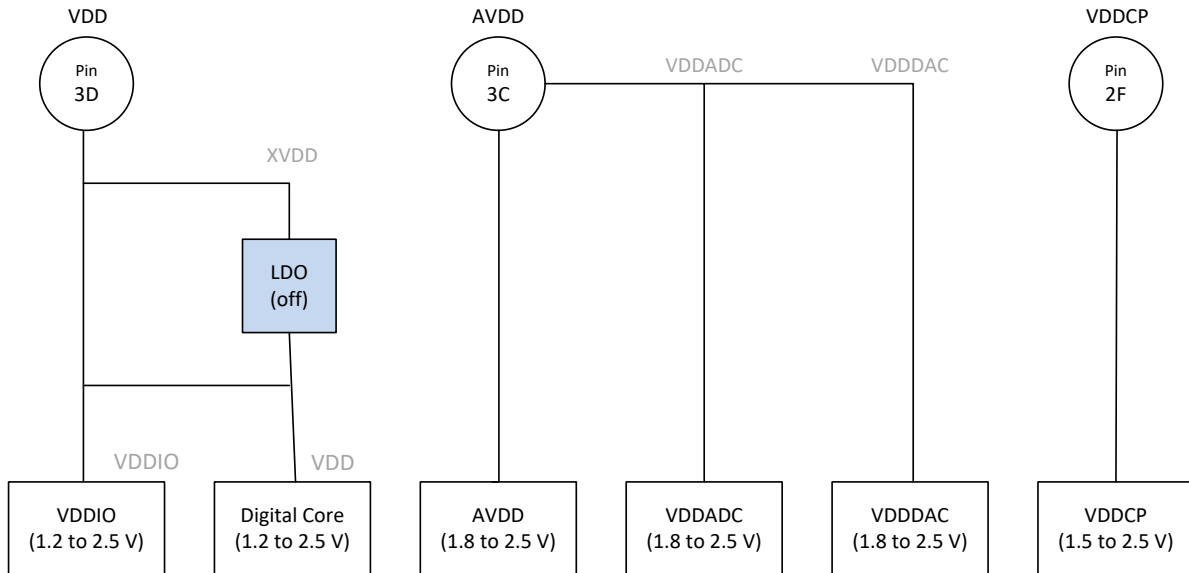 VDD
AVDD
VDDCP
Pin
3D
Pin
3C
VDDADC
VDDDAC
Pin
2F
XVDD
LDO
(off)
VDDIO
VDD
VDDIO
(1.2 to 2.5 V)
Digital Core
(1.2 to 2.5 V)
AVDD
(1.8 to 2.5 V)
VDDADC
(1.8 to 2.5 V)
VDDDAC
(1.8 to 2.5 V)
VDDCP
(1.5 to 2.5 V)